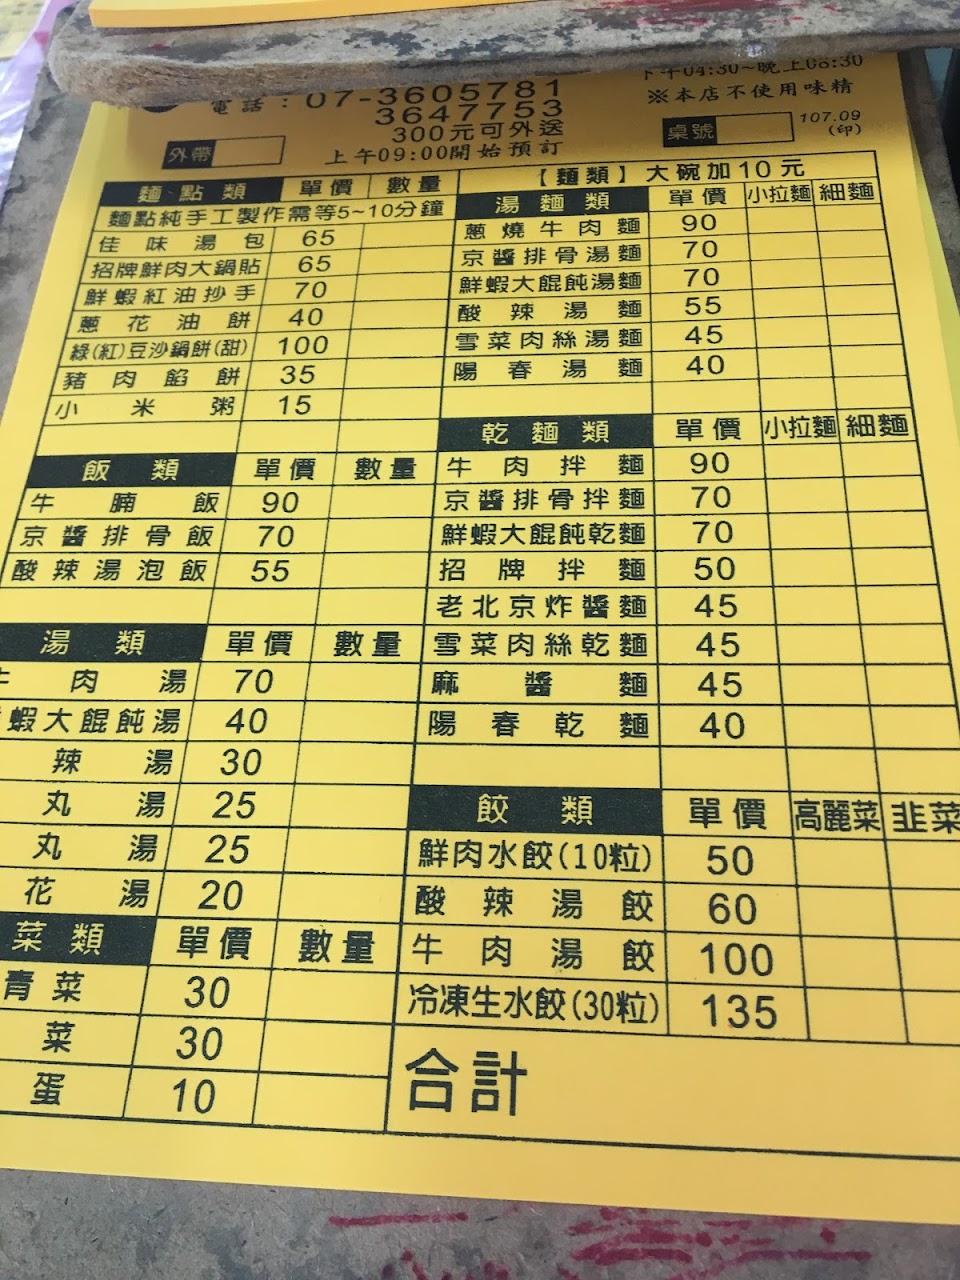 電話：07-3605781
3647753
300元可外送
上午09:00開始預訂
外帶
下午04:30~晚上08:30
※本店不使用味精
桌號
107.09
(印)
麵、點類 單價 數量
麵點純手工製作需等5~10分鐘
佳味湯包 65
招牌鮮肉大鍋貼 65
鮮蝦紅油抄手 70
蔥花油餅 40
綠(紅)豆沙鍋餅(甜) 100
豬肉餡餅 35
小米粥 15
飯類 單價 數量
牛腩飯 90
京醬排骨飯 70
酸辣湯泡飯 55
湯類 單價 數量
牛肉湯 70
蝦大餛飩湯 40
辣湯 30
丸湯 25
丸湯 25
花湯 20
菜類 單價 數量
青菜 30
菜 30
蛋 10
【麵類】大碗加10元
湯麵類 單價 小拉麵 細麵
蔥燒牛肉麵 90
京醬排骨湯麵 70
鮮蝦大餛飩湯麵 70
酸辣湯麵 55
雪菜肉絲湯麵 45
陽春湯麵 40
乾麵類 單價 小拉麵 細麵
牛肉拌麵 90
京醬排骨拌麵 70
鮮蝦大餛飩乾麵 70
招牌拌麵 50
老北京炸醬麵 45
雪菜肉絲乾麵 45
麻醬麵 45
陽春乾麵 40
餃類 單價 高麗菜 韭菜
鮮肉水餃(10粒) 50
酸辣湯餃 60
牛肉湯餃 100
冷凍生水餃(30粒) 135
合計